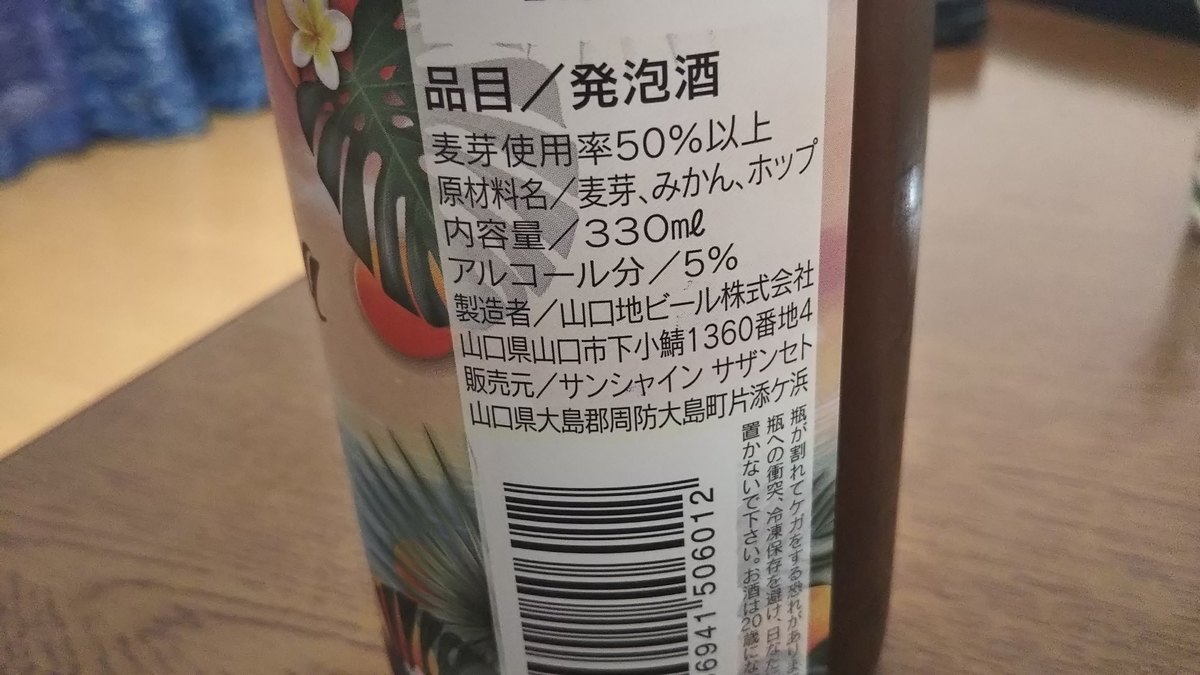 品目／発泡酒
麦芽使用率50%以上
原材料名／麦芽、みかん、ホップ
内容量／330㎖
アルコール分／5%
製造者／山口地ビール株式会社
山口県山口市下小鯖1360番地4
販売元／サンシャイン サザンセト
山口県大島郡周防大島町片添ケ浜
瓶が割れてケガをする恐れがありま
瓶への衝突、冷凍保存を避け、日なた
置かないで下さい。お酒は20歳にな
6941 506012